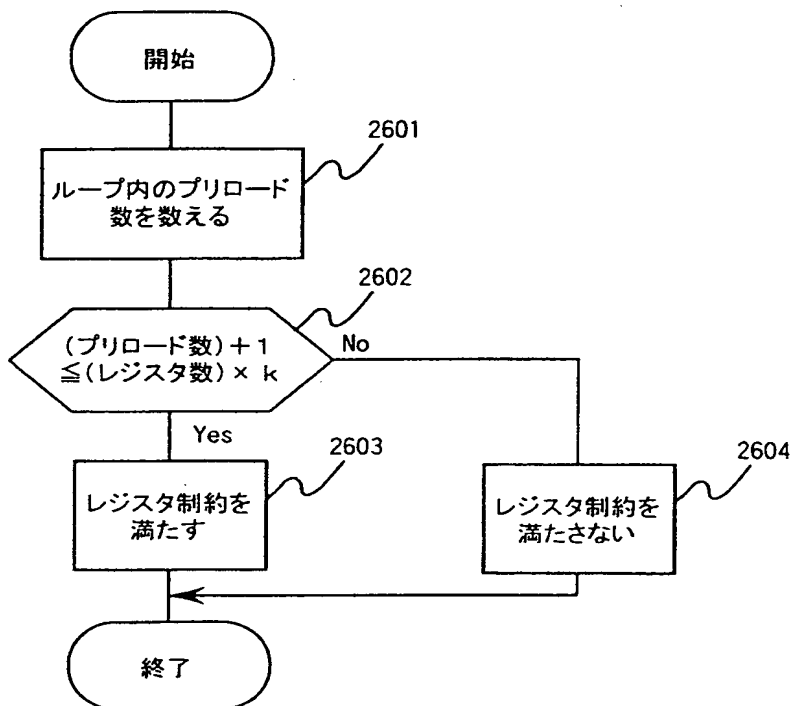 開始
2601
ループ内のプリロード
数を数える
2602
(プリロード数)+1
≦(レジスタ数)× k
No
Yes
2603
レジスタ制約を
満たす
2604
レジスタ制約を
満たさない
終了